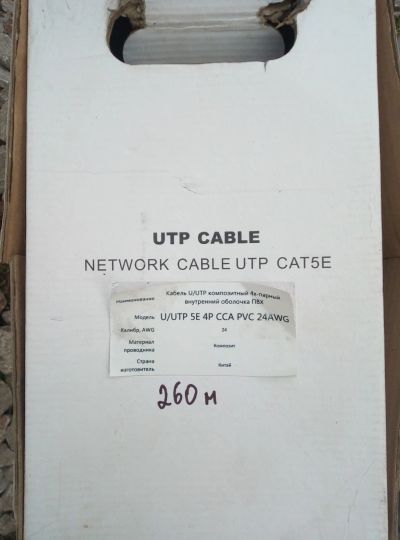 UTP CABLE
NETWORK CABLE UTP CAT5E
Наименование Кабель U/UTP композитный 4х-парный внутренний оболочка ПВХ
Модель U/UTP 5E 4P CCA PVC 24AWG
Калибр, AWG 24
Материал проводника Композит
Страна изготовитель Китай
260 м